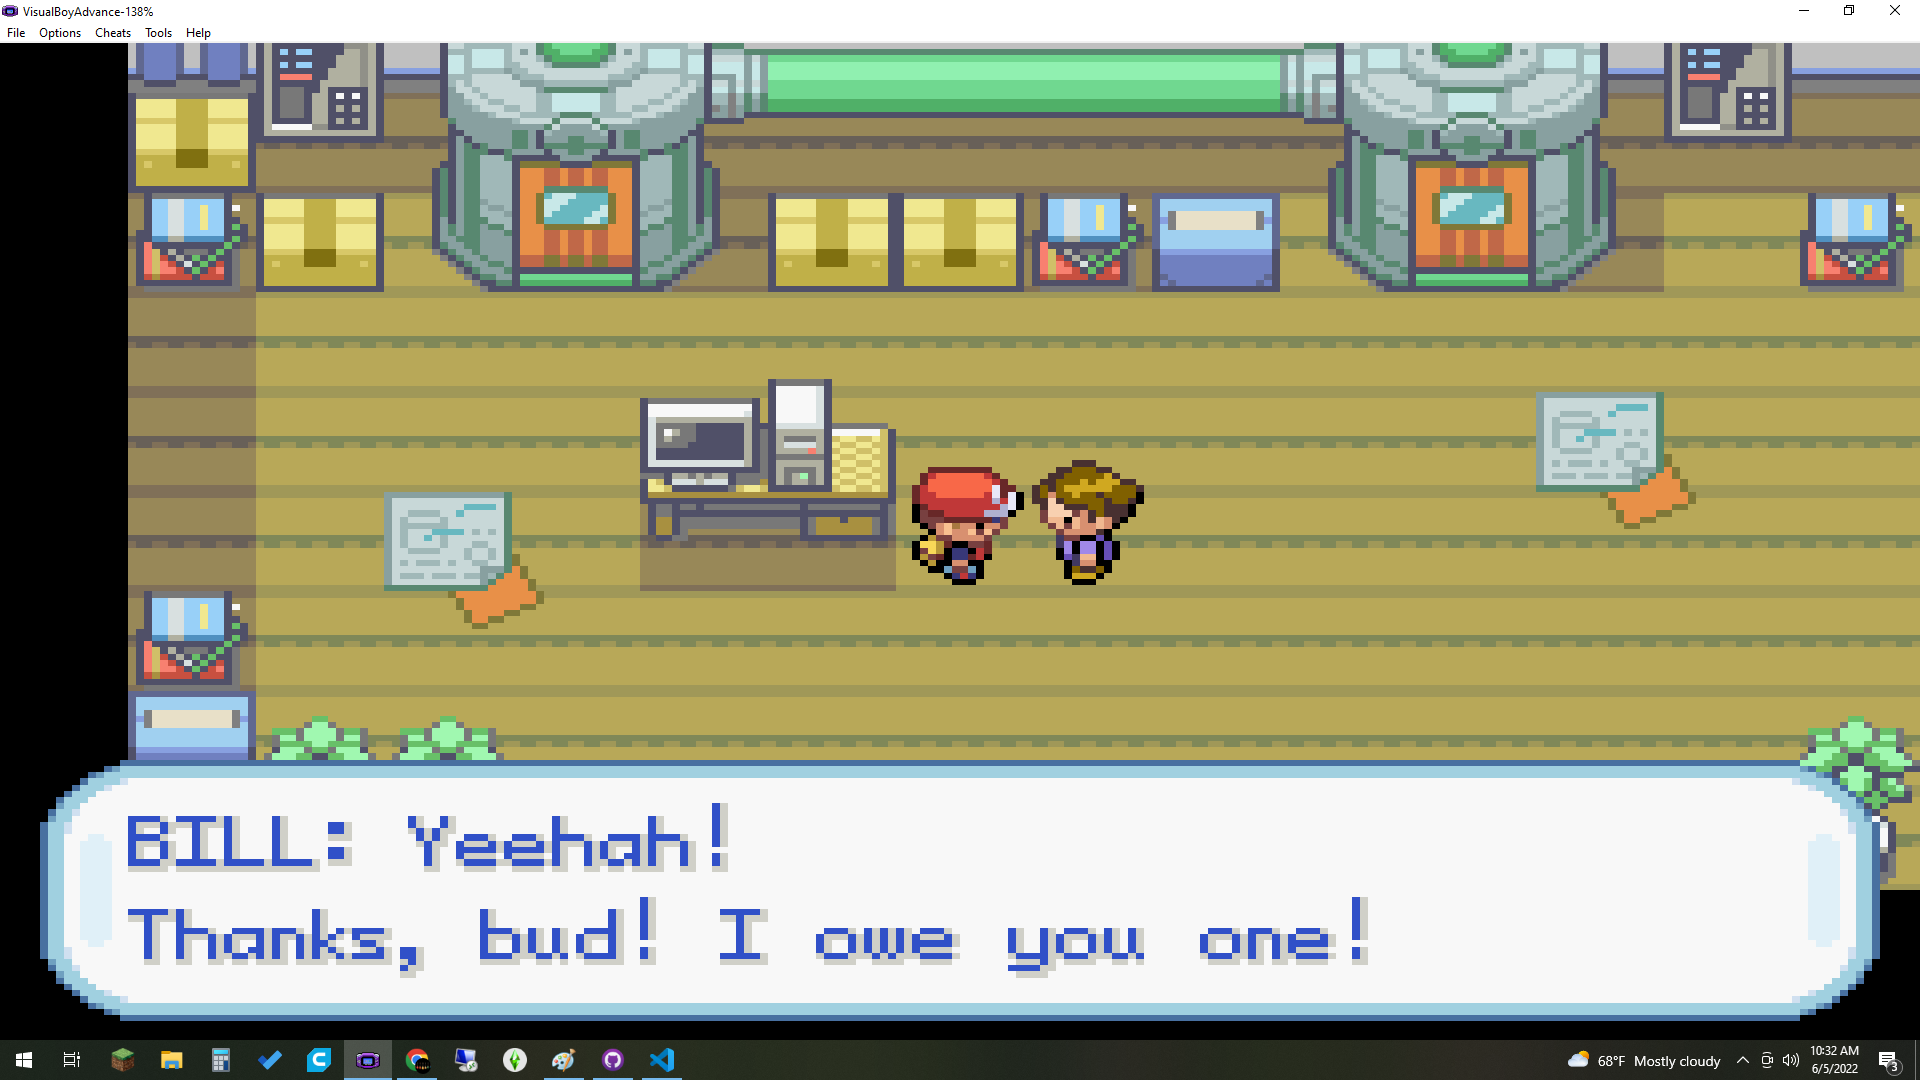 VisualBoyAdvance-138%
File Options Cheats Tools Help
BILL: Yeehah!
Thanks, bud! I owe you one!
68°F Mostly cloudy
10:32 AM
6/5/2022
3